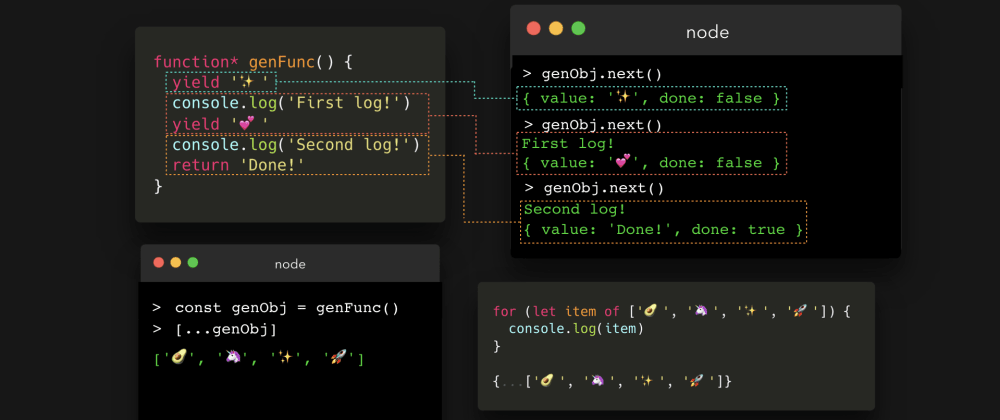 function* genFunc() {
yield '✨ '
console.log('First log!')
yield '💕 '
console.log('Second log!')
return 'Done!'
}
node
> genObj.next()
{ value: '✨', done: false }
> genObj.next()
First log!
{ value: '💕', done: false }
> genObj.next()
Second log!
{ value: 'Done!', done: true }
node
> const genObj = genFunc()
> [...genObj]
['🥑', '🦄', '✨', '🚀']
for (let item of ['🥑 ', '🦄 ', '✨ ', '🚀 ']) {
console.log(item)
}
{...['🥑 ', '🦄 ', '✨ ', '🚀 ']}